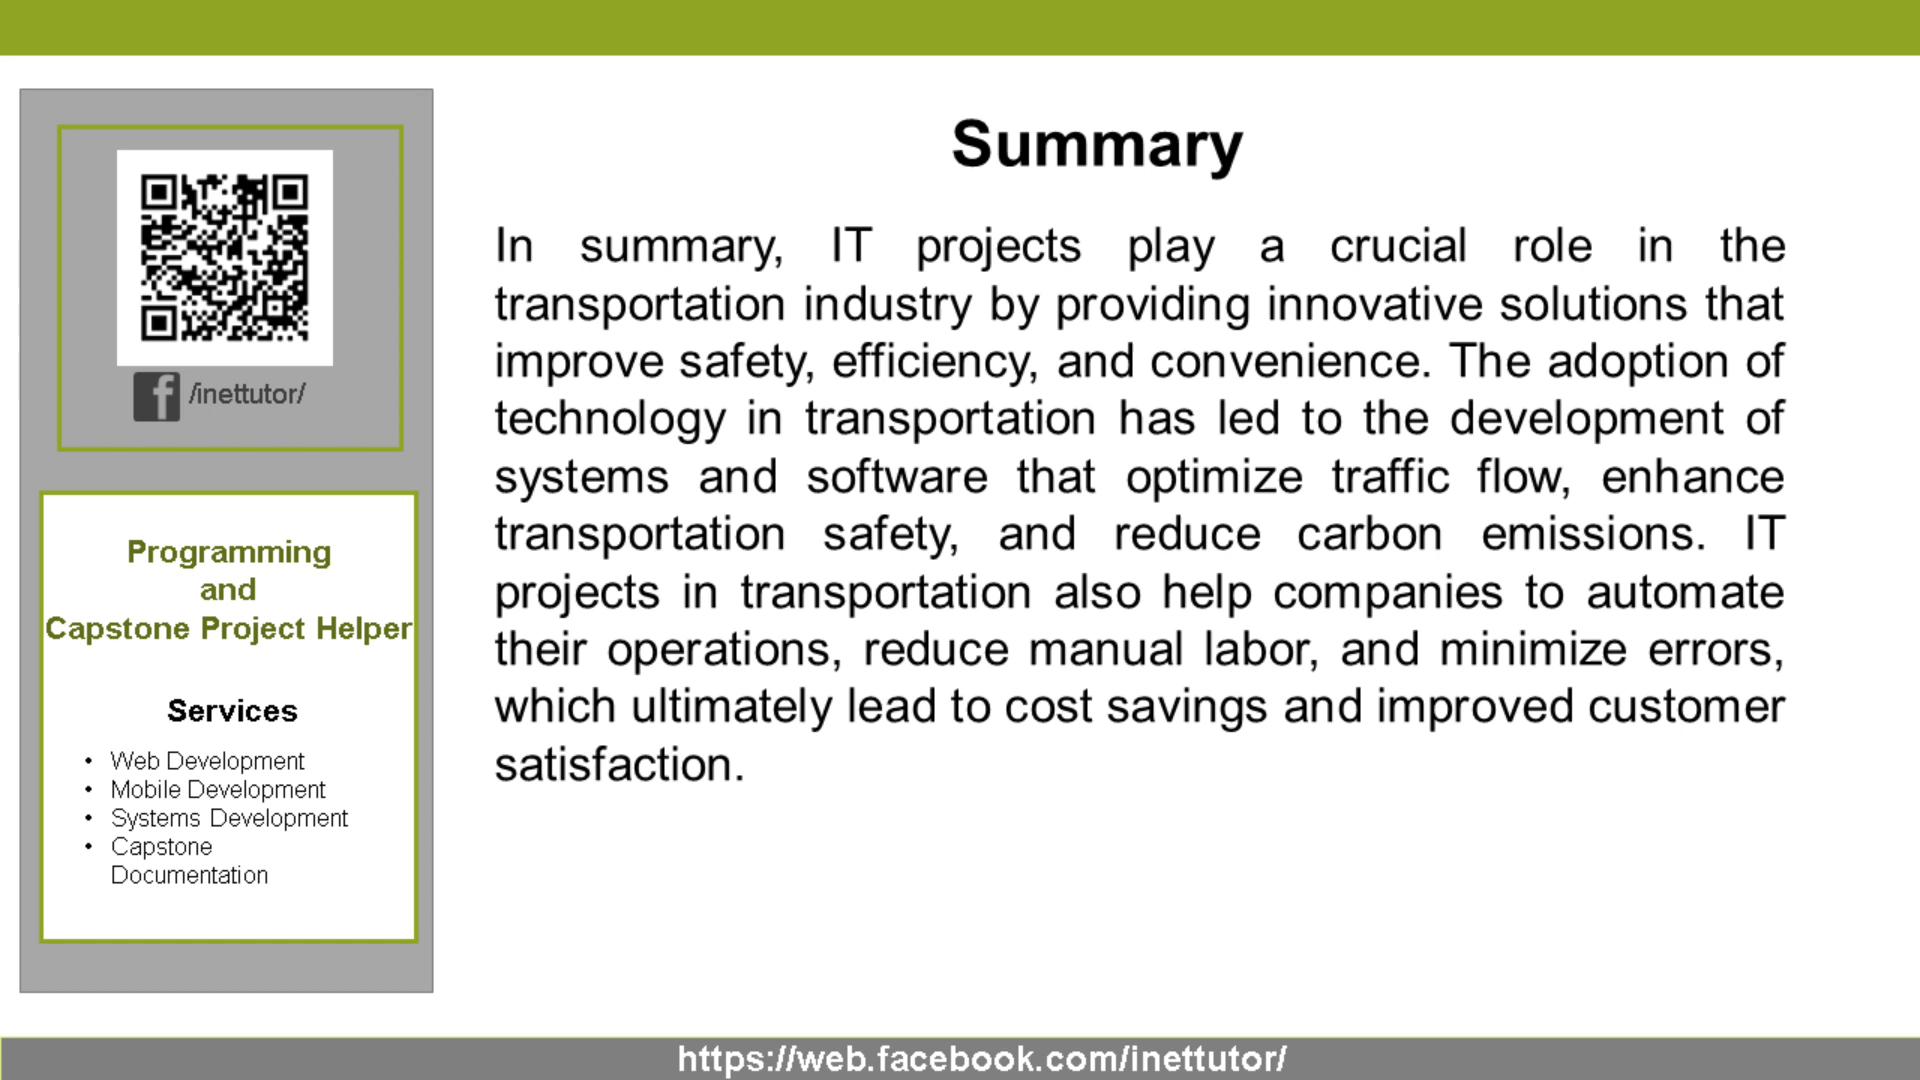 /inettutor/
Programming
and
Capstone Project Helper
Services
• Web Development
• Mobile Development
• Systems Development
• Capstone
Documentation
Summary
In summary, IT projects play a crucial role in the
transportation industry by providing innovative solutions that
improve safety, efficiency, and convenience. The adoption of
technology in transportation has led to the development of
systems and software that optimize traffic flow, enhance
transportation safety, and reduce carbon emissions. IT
projects in transportation also help companies to automate
their operations, reduce manual labor, and minimize errors,
which ultimately lead to cost savings and improved customer
satisfaction.
https://web.facebook.com/inettutor/